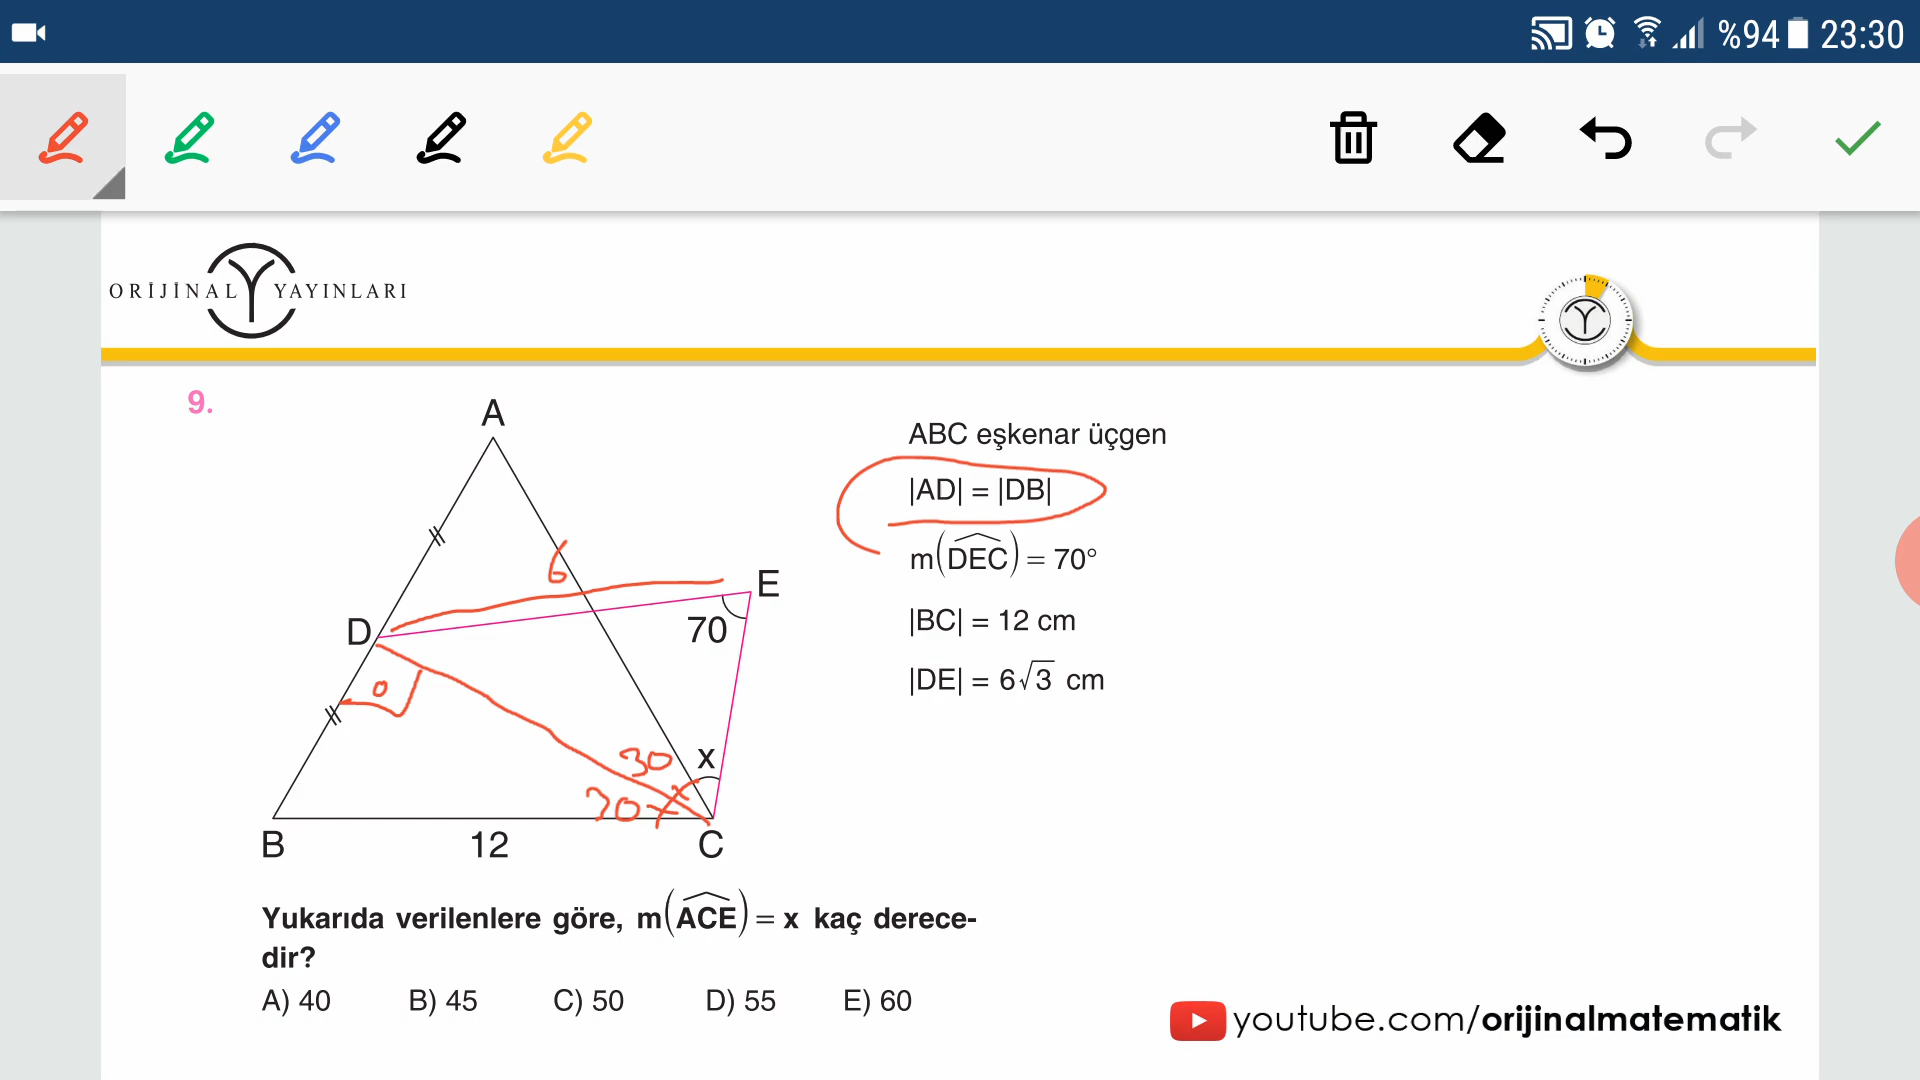 %94 23:30
ORİJİNAL Y YAYINLARI
9.
A
ABC eşkenar üçgen
|AD| = |DB|
6
m(DEC) = 70°
E
D
70
|BC| = 12 cm
0
|DE| = 6√3 cm
30
x
30
x
B
12
C
Yukarıda verilenlere göre, m(ACE) = x kaç derece-
dir?
A) 40 B) 45 C) 50 D) 55 E) 60
youtube.com/orijinalmatematik